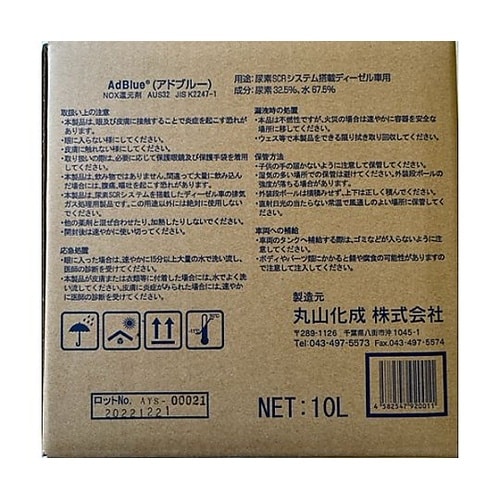 AdBlue®(アドブルー)
NOX還元剤 AUS32 JIS K2247-1
用途:尿素SCRシステム搭載ディーゼル車用
成分:尿素32.5%、水67.5%
取扱い上の注意
・本製品は、眼及び皮膚に接触することで炎症を起こす恐れが
あります。
・眼に入らない様にしてください。
・皮膚に触れない様にしてください。
・取り扱いの際は、必要に応じて保護眼鏡及び保護手袋を着用
してください。
・本製品は、飲み物ではありません。間違って大量に飲み込んだ
場合には、腹痛、嘔吐を起こす恐れがあります。
・本製品は、尿素SCRシステムを搭載したディーゼル車の排気
ガス処理用製品です。この用途以外には絶対に使用しない
でください。
・他の薬剤と混ぜ合わせたり、加熱したりしないでください。
・開封後は速やかに使い切ってください。
応急処置
・眼に入った場合は、速やかに15分以上大量の水で洗い流し、
医師の診断を受けてください。
・本製品が皮膚または衣類等に付着した場合には、水でよく洗
い流してください。皮膚に炎症がみられた場合には、速やか
に医師の診断を受けてください。
漏洩時の処置
・本製品は不燃性ですが、火災の場合は速やかに容器を安全な
場所に移してください。
・ウェス等で本製品をできる限り拭き取り回収してください。
保管方法
・子供の手の届かないように注意して保管してください。
・湿気の多い場所での保管は避けてください。外装段ボールの
強度が落ちる場合があります。
・外装段ボールは横積みせず、上下は正しく積んでください。
・直射日光の当たらない常温で風通しのよい場所に保管してく
ださい。
車両への補給
・車両のタンクへ補給する際は、ゴミなどが入らないように注意
してください。
・ボディやパーツ類にかかると錆や腐食の可能性があります
ので注意して注入してください。
製造元
丸山化成 株式会社
〒289-1126 千葉県八街市沖1045-1
Tel.043-497-5573 Fax.043-497-5574
ロットNo. AYS-00021
20221221
NET:10L
4 582547 920011